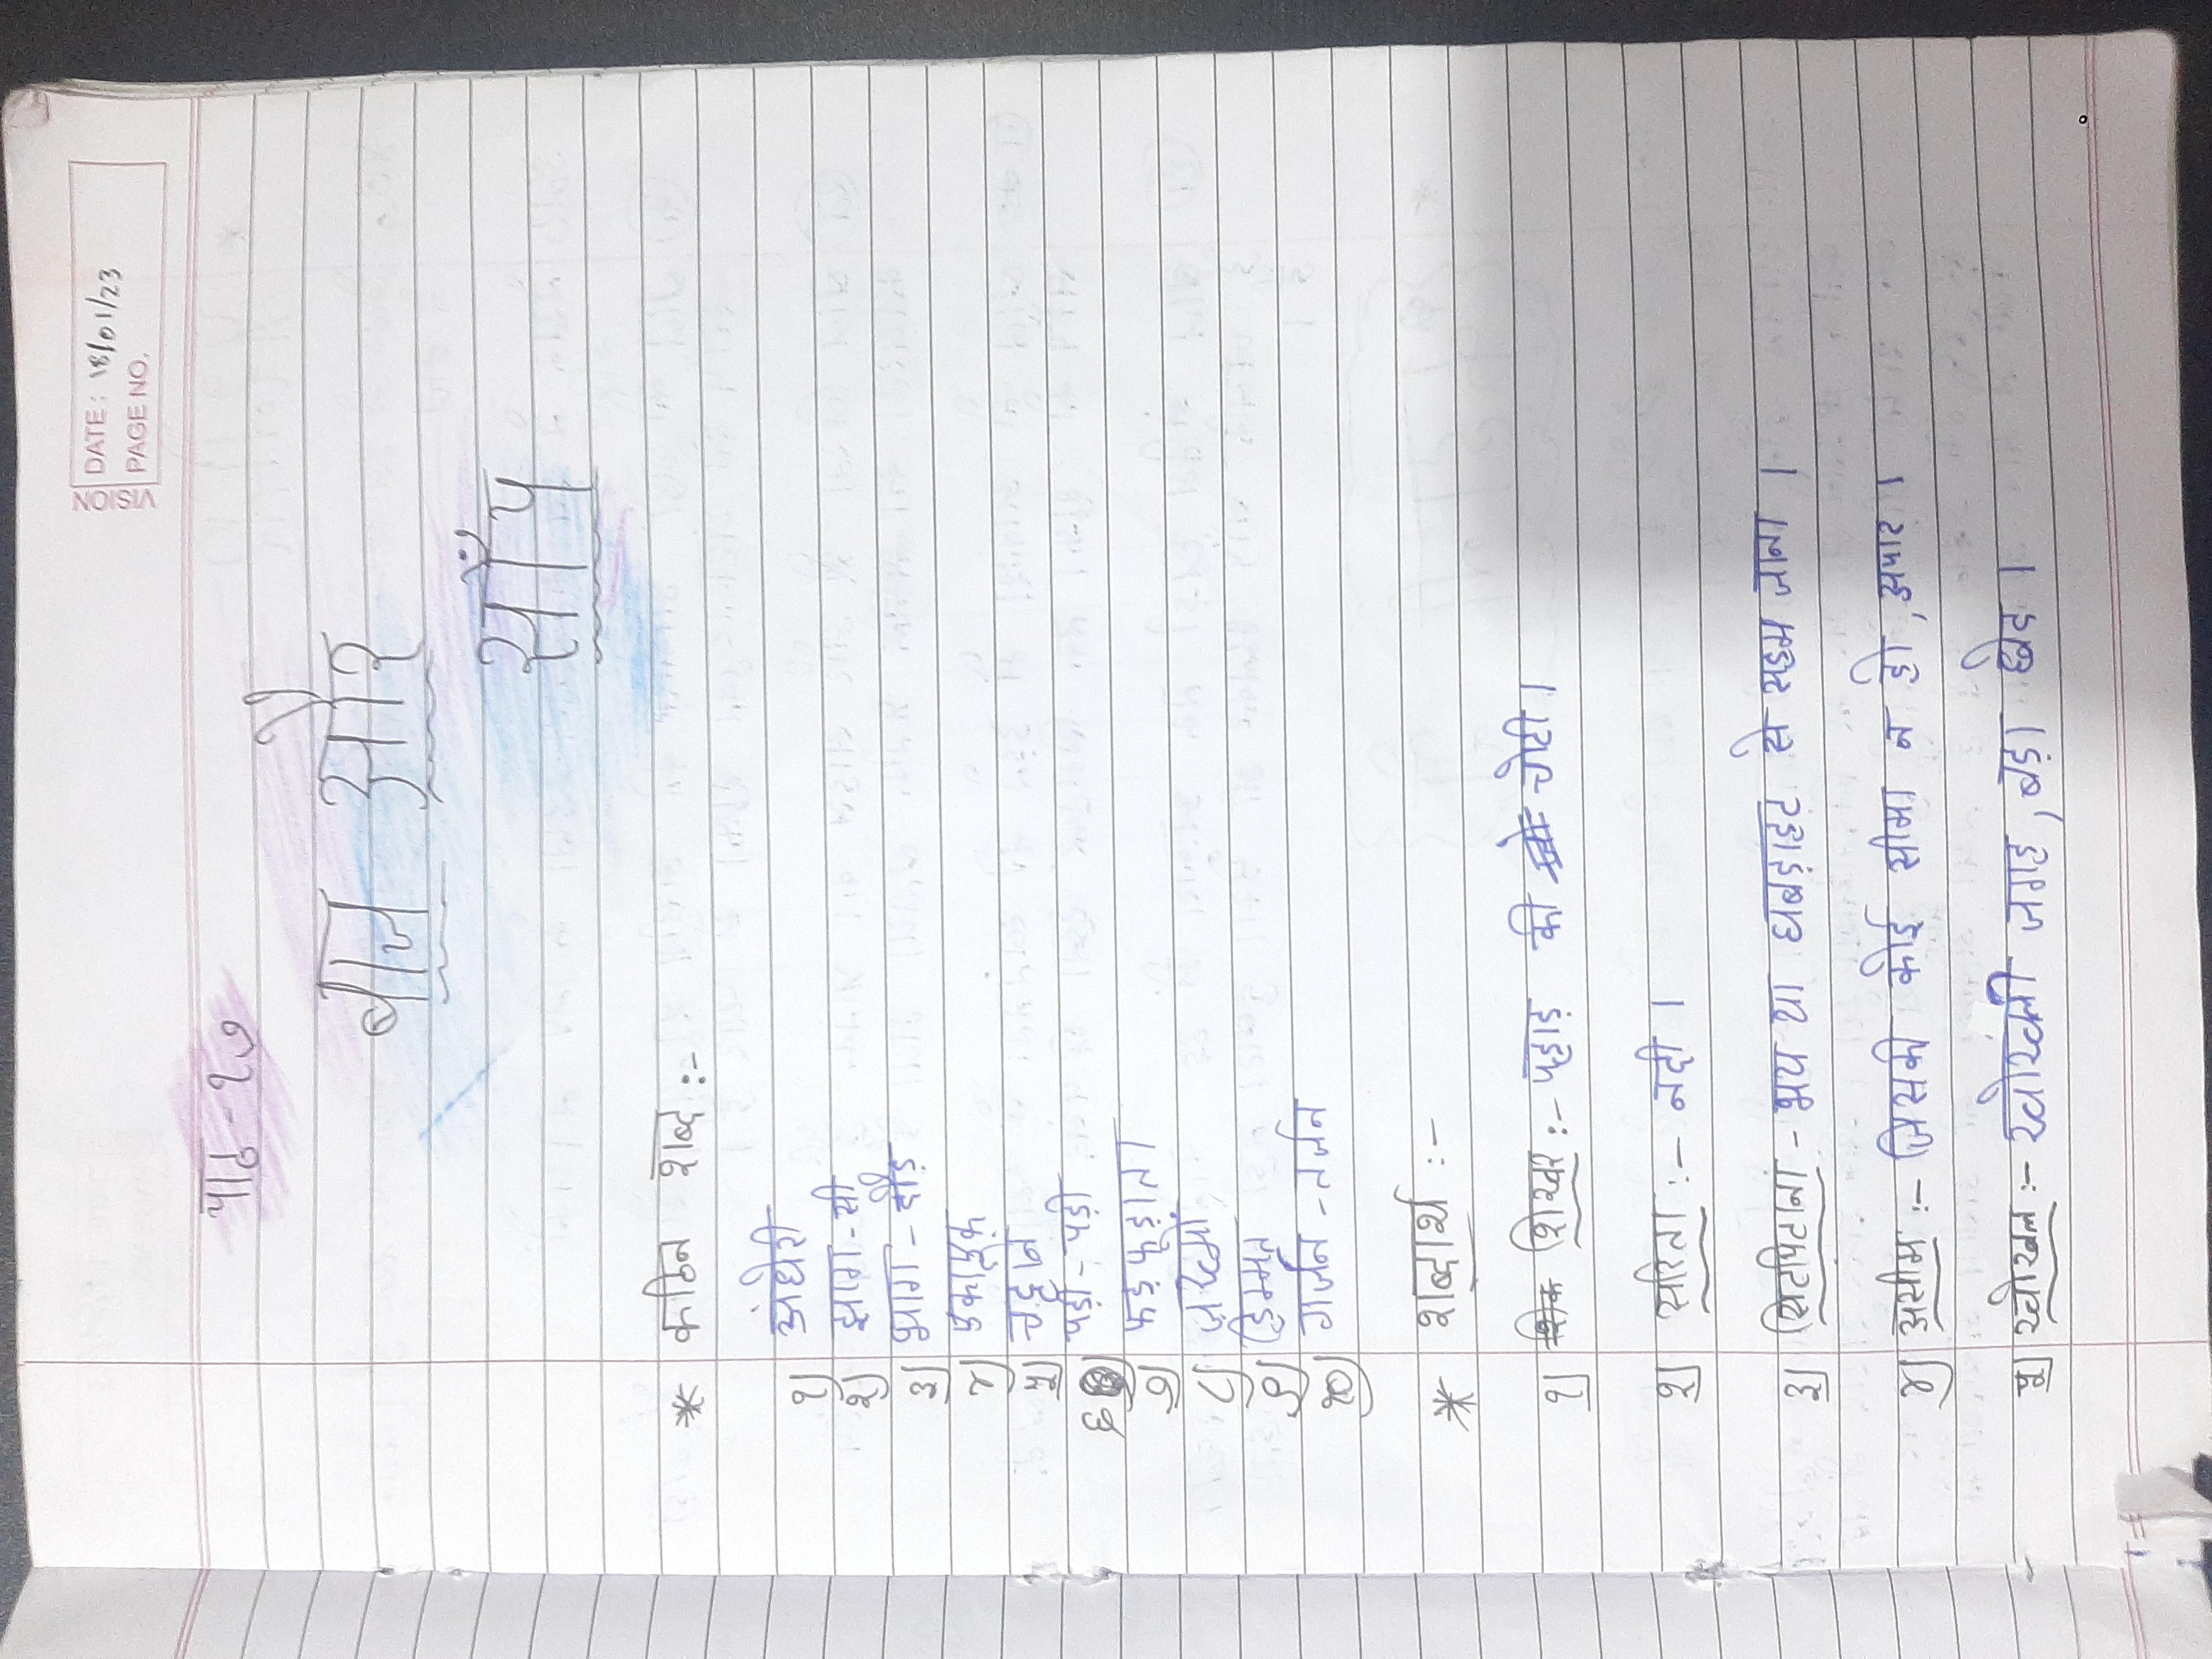 VISION
DATE: 18/01/23
PAGE NO.
पाठ - १७
बाज और
साँप
* कठिन शब्द :-
१) अंधेरी
२) झाग - सी
३) भाग - दौड़
४) एकाएक
५) चट्टानें
६) पड़ी - पड़ी
७) फड़फड़ाता
८) ज़ख्मों
९) हिम्मत
१०) गर्जन - तर्जन
* शब्दार्थ :-
१) शिखर :- पहाड़ की चोटी ।
२) सरिता :- नदी ।
३) सिटपिटाना - भय या घबड़ाहट से सहम जाना ।
४) असीम :- जिसकी कोई सीमा न हो, अपार ।
५) खोखल :- खोखली जगह, बड़ा छेद ।